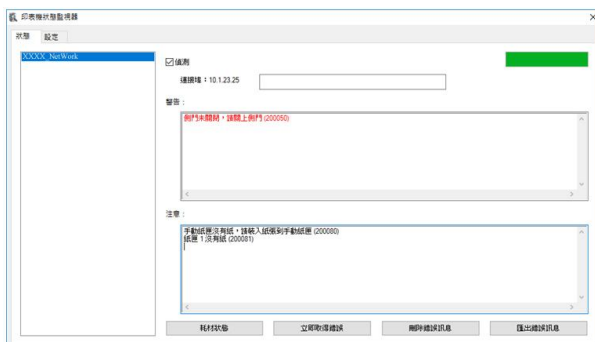 印表機狀態監視器
狀態 設定
XXXX_NetWork
偵測
連接埠：10.1.23.25
警告：
側門未關閉，請關上側門 (200050)
注意：
手動紙匣沒有紙，請裝入紙張到手動紙匣 (200080)
紙匣 1 沒有紙 (200081)
耗材狀態
立即取得錯誤
刪除錯誤訊息
匯出錯誤訊息